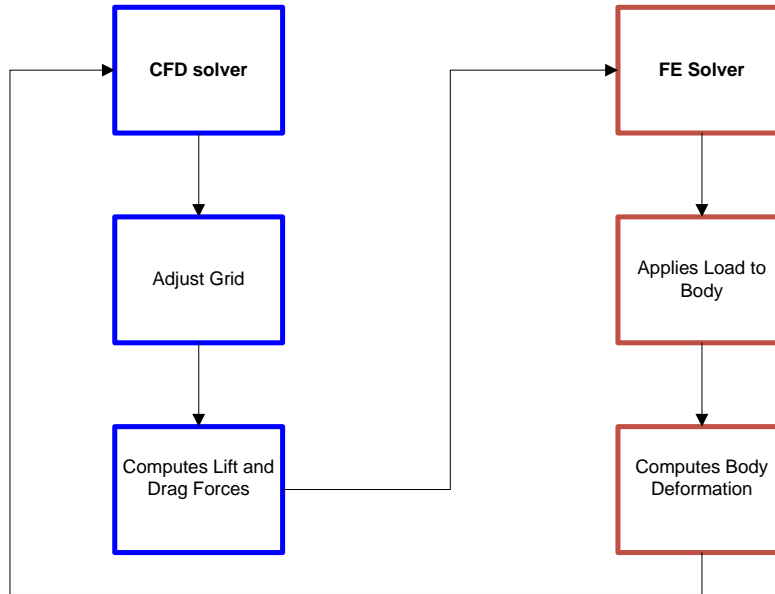 CFD solver
Adjust Grid
Computes Lift and
Drag Forces
FE Solver
Applies Load to
Body
Computes Body
Deformation